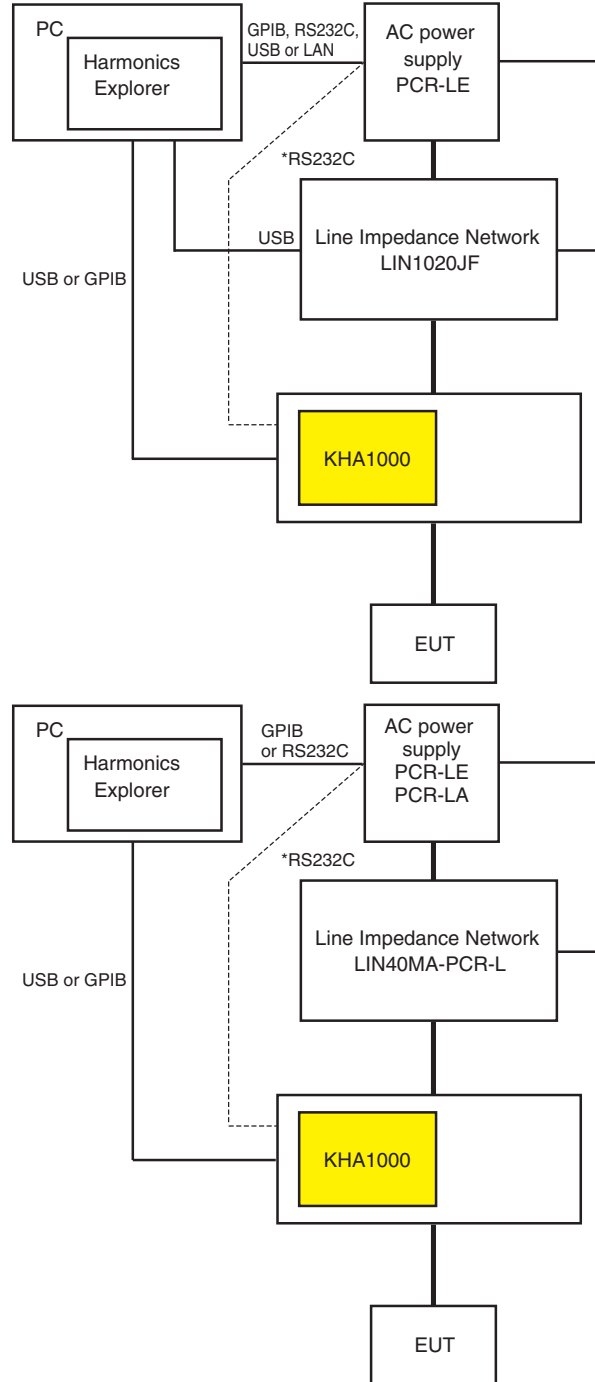 PC
Harmonics
Explorer
GPIB, RS232C,
USB or LAN
AC power
supply
PCR-LE
*RS232C
USB
Line Impedance Network
LIN1020JF
USB or GPIB
KHA1000
EUT
PC
Harmonics
Explorer
GPIB
or RS232C
AC power
supply
PCR-LE
PCR-LA
*RS232C
Line Impedance Network
LIN40MA-PCR-L
USB or GPIB
KHA1000
EUT